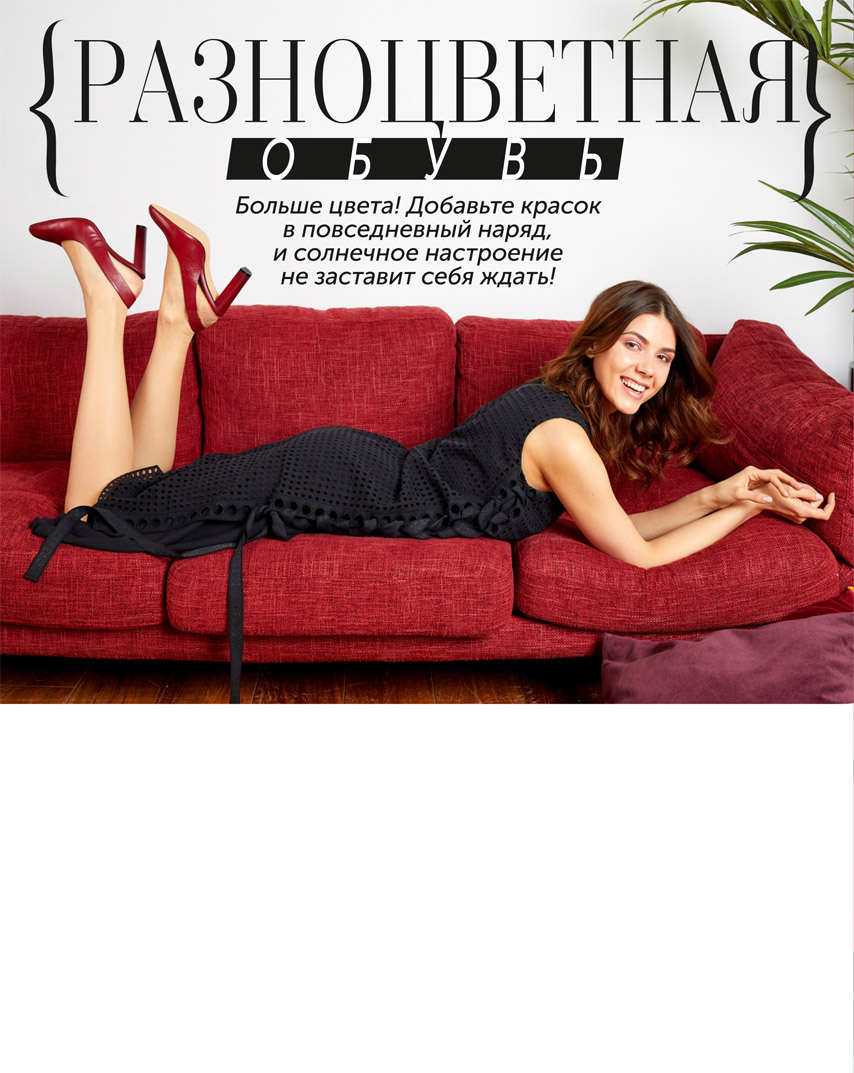 {РАЗНОЦВЕТНАЯ}
ОБУВЬ
Больше цвета! Добавьте красок
в повседневный наряд,
и солнечное настроение
не заставит себя ждать!